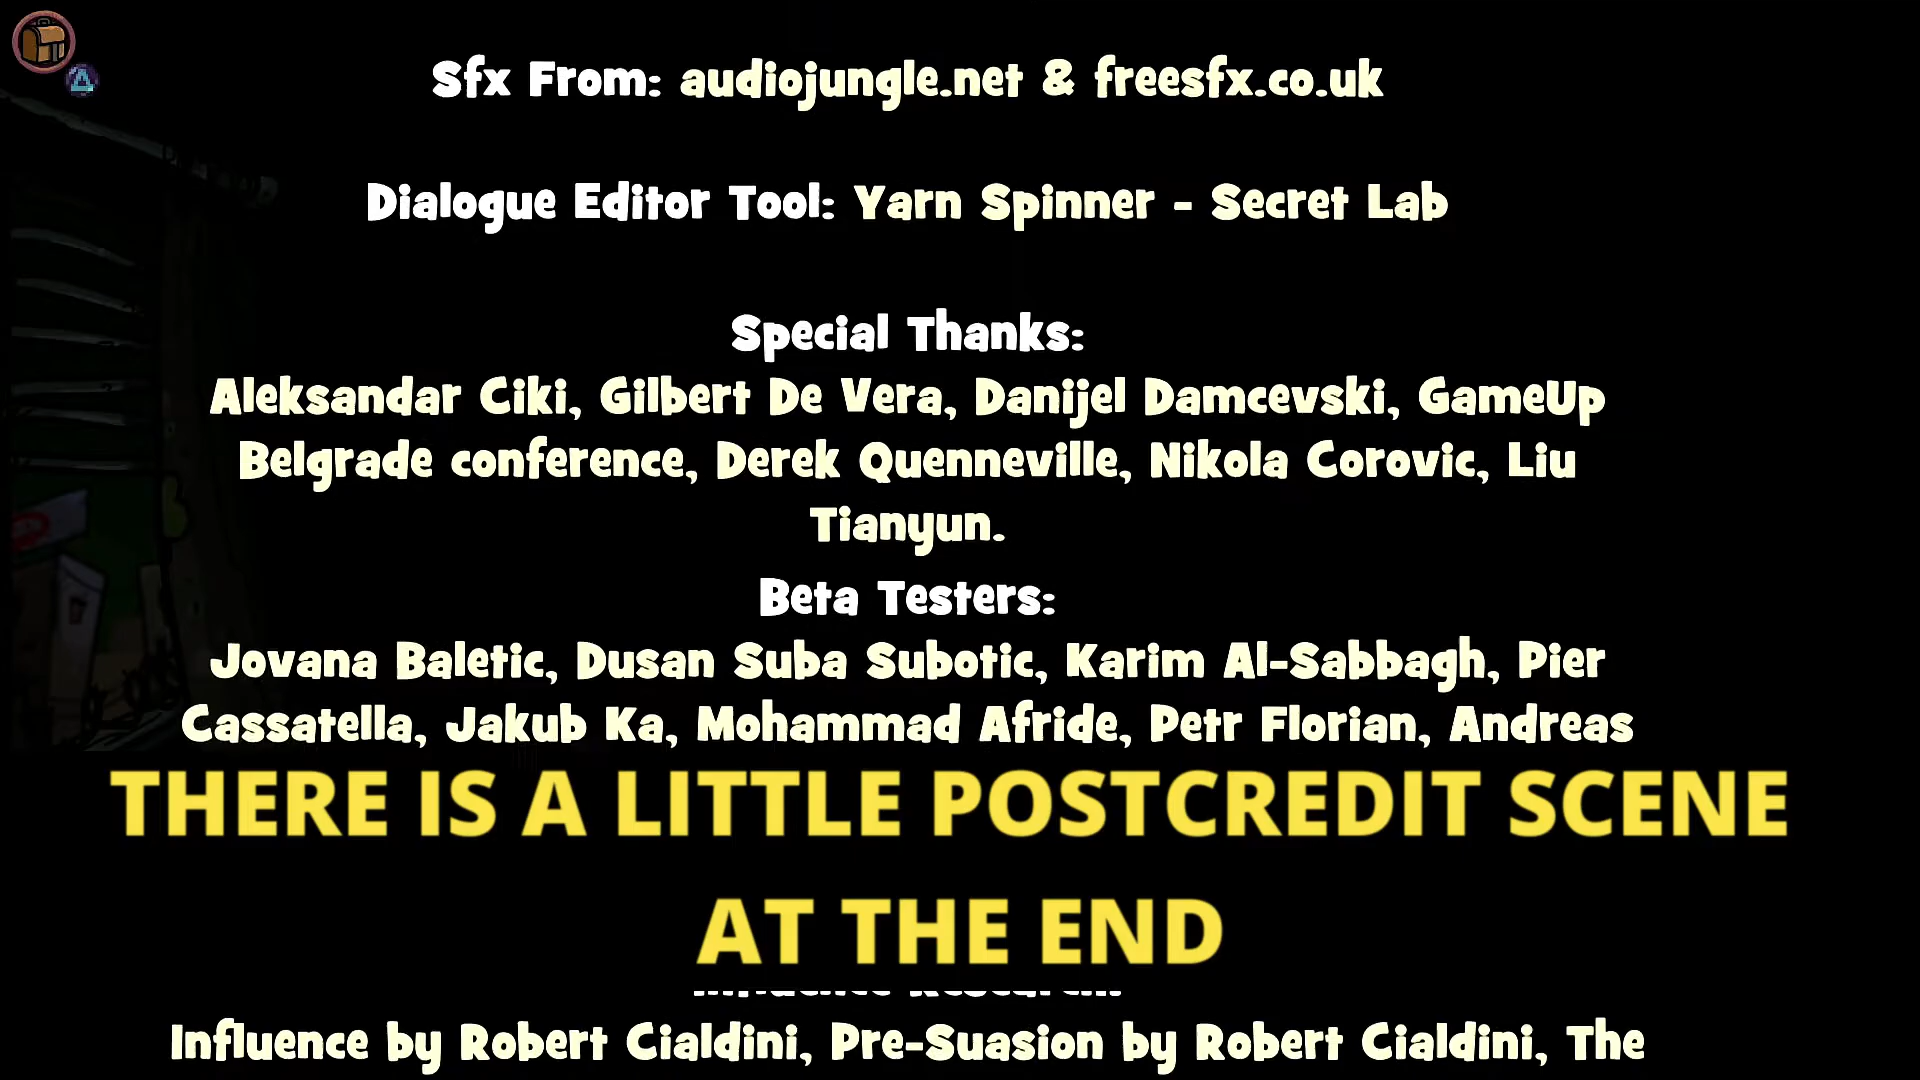 Sfx From: audiojungle.net & freesfx.co.uk
Dialogue Editor Tool: Yarn Spinner - Secret Lab
Special Thanks:
Aleksandar Ciki, Gilbert De Vera, Danijel Damcevski, GameUp
Belgrade conference, Derek Quenneville, Nikola Corovic, Liu
Tianyun.
Beta Testers:
Jovana Baletic, Dusan Suba Subotic, Karim Al-Sabbagh, Pier
Cassatella, Jakub Ka, Mohammad Afride, Petr Florian, Andreas
THERE IS A LITTLE POSTCREDIT SCENE
AT THE END
Influence by Robert Cialdini, Pre-Suasion by Robert Cialdini, The